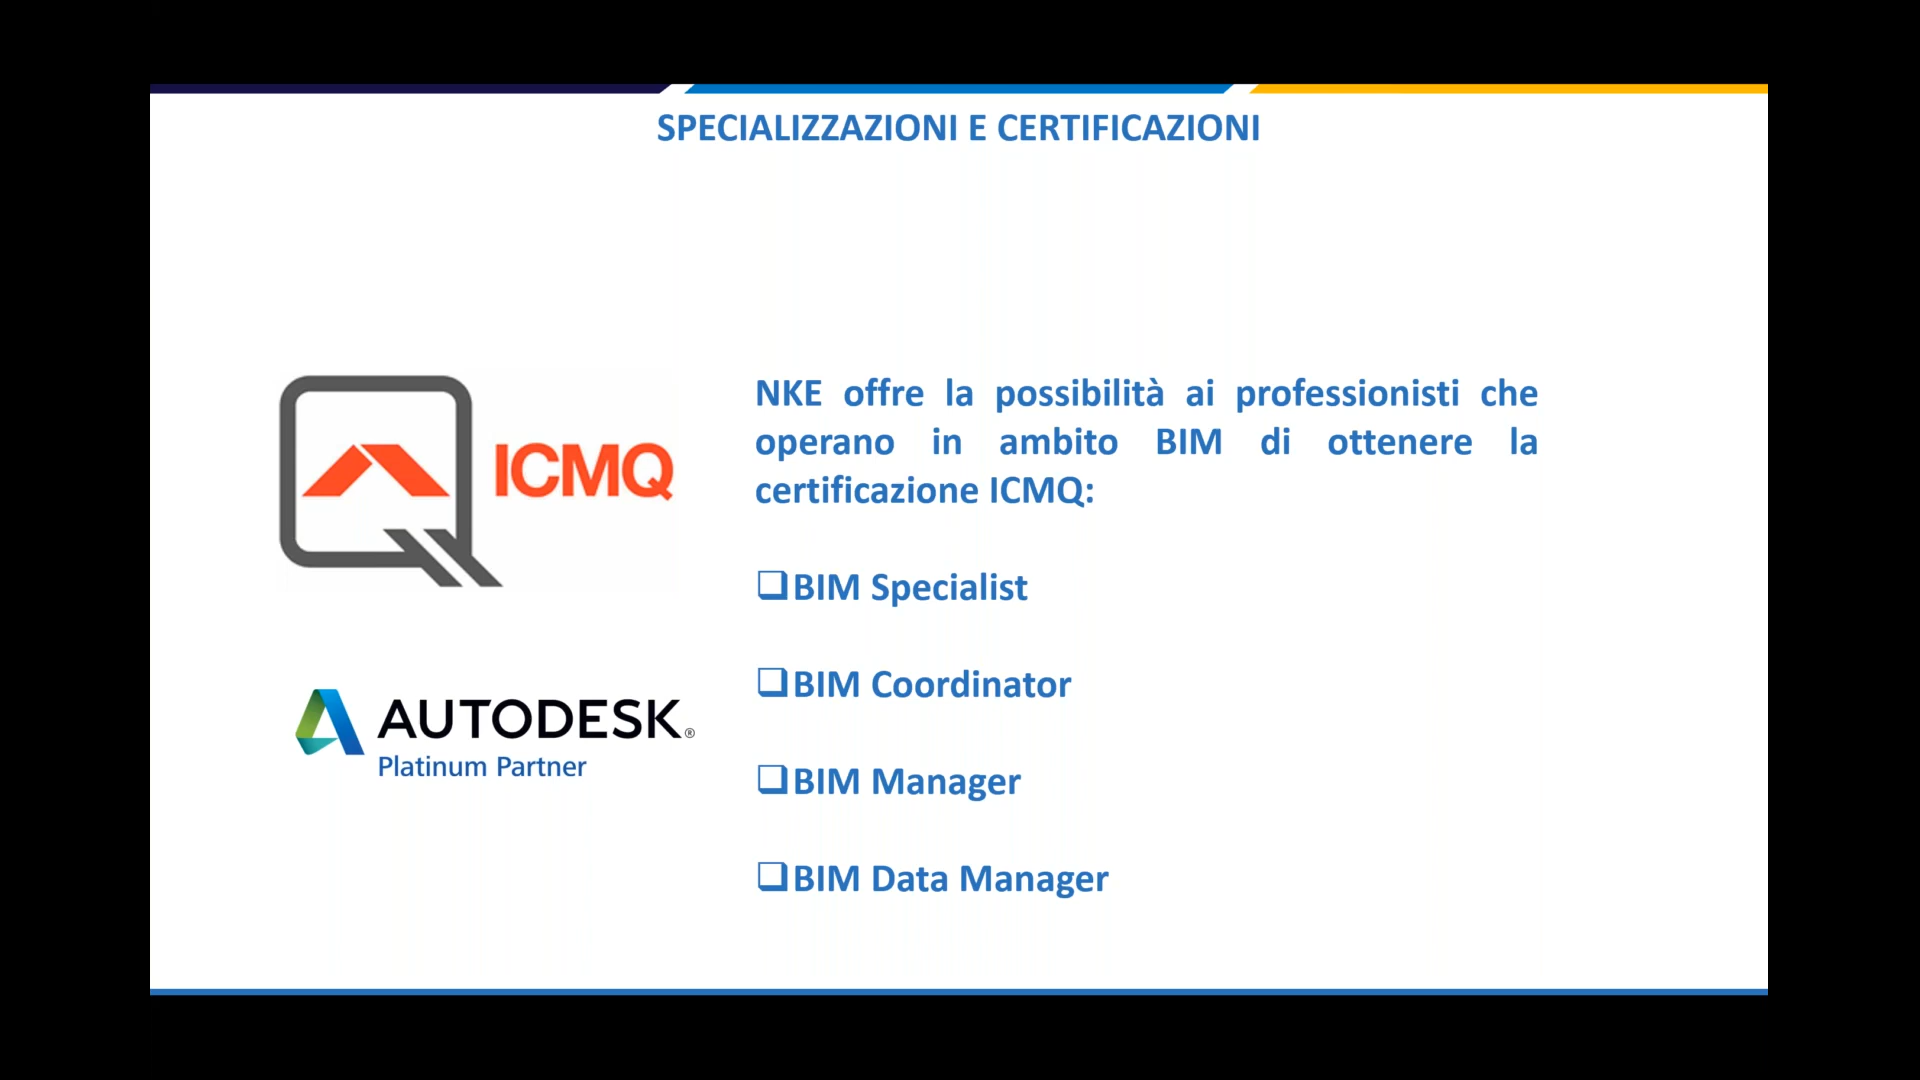 SPECIALIZZAZIONI E CERTIFICAZIONI
ICMQ
AUTODESK®
Platinum Partner
NKE offre la possibilità ai professionisti che
operano in ambito BIM di ottenere la
certificazione ICMQ:
❑BIM Specialist
❑BIM Coordinator
❑BIM Manager
❑BIM Data Manager